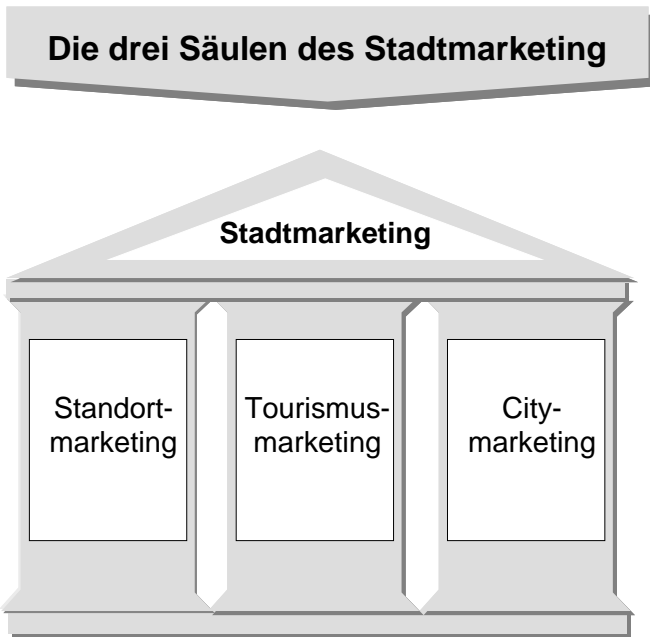 Die drei Säulen des Stadtmarketing
Stadtmarketing
Standort-
marketing
Tourismus-
marketing
City-
marketing